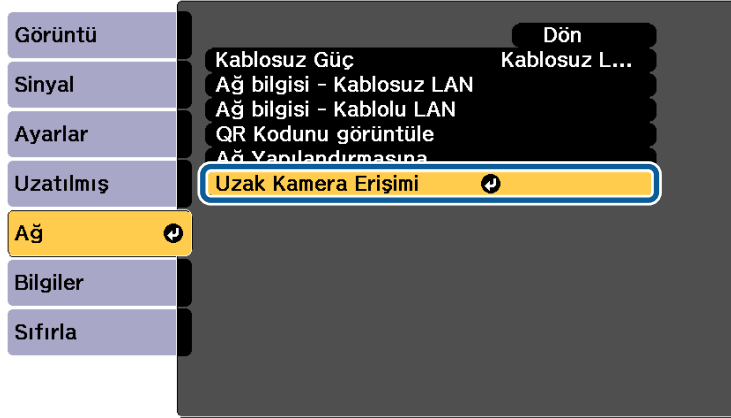 Görüntü
Sinyal
Ayarlar
Uzatılmış
Ağ
Bilgiler
Sıfırla
Dön
Kablosuz Güç Kablosuz L...
Ağ bilgisi - Kablosuz LAN
Ağ bilgisi - Kablolu LAN
QR Kodunu görüntüle
Ağ Yapılandırmasına
Uzak Kamera Erişimi